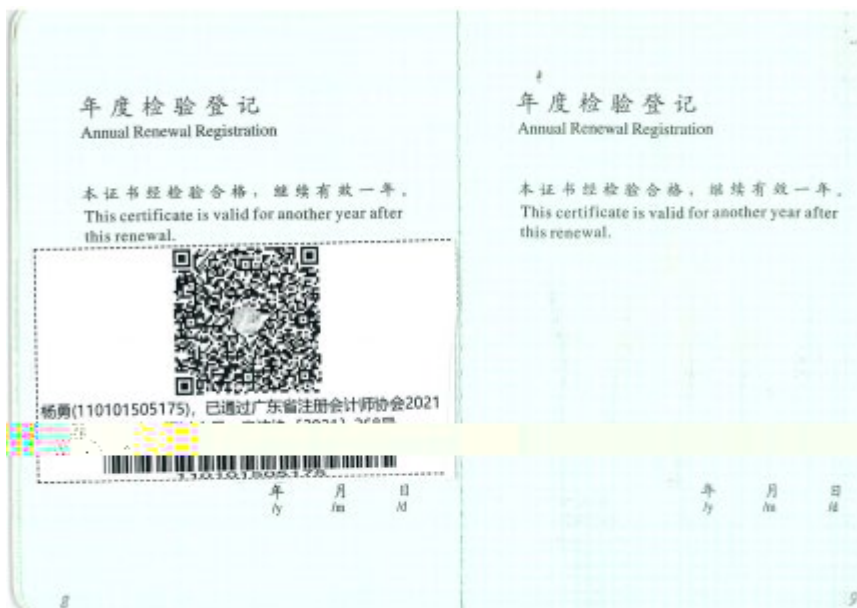 年度检验登记
Annual Renewal Registration
本证书经检验合格，继续有效一年。
This certificate is valid for another year after
this renewal.
杨勇(110101505175)，已通过广东省注册会计师协会2021
110101505175
年 月 日
/y /m /d
8
年度检验登记
Annual Renewal Registration
本证书经检验合格，继续有效一年。
This certificate is valid for another year after
this renewal.
年 月 日
/y /m /d
9